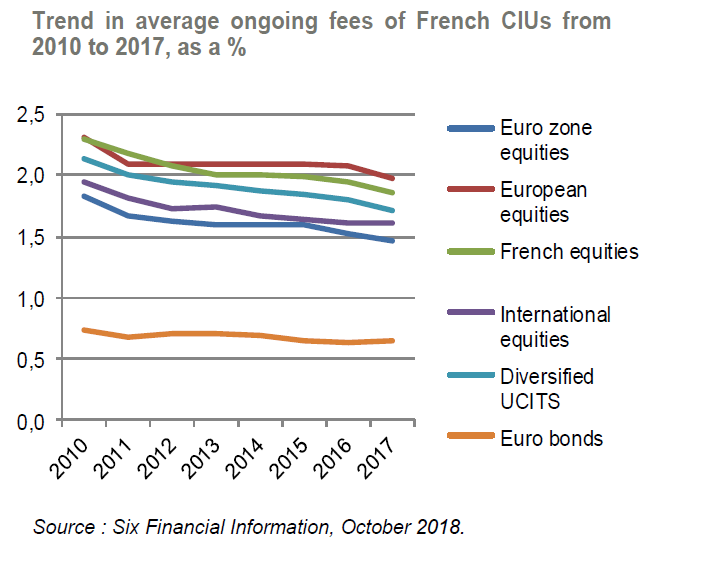 Trend in average ongoing fees of French CIUs from
2010 to 2017, as a %
2,5
2,0
1,5
1,0
0,5
0,0
2010
2011
2012
2013
2014
2015
2016
2017
Euro zone
equities
European
equities
French equities
International
equities
Diversified
UCITS
Euro bonds
Source : Six Financial Information, October 2018.